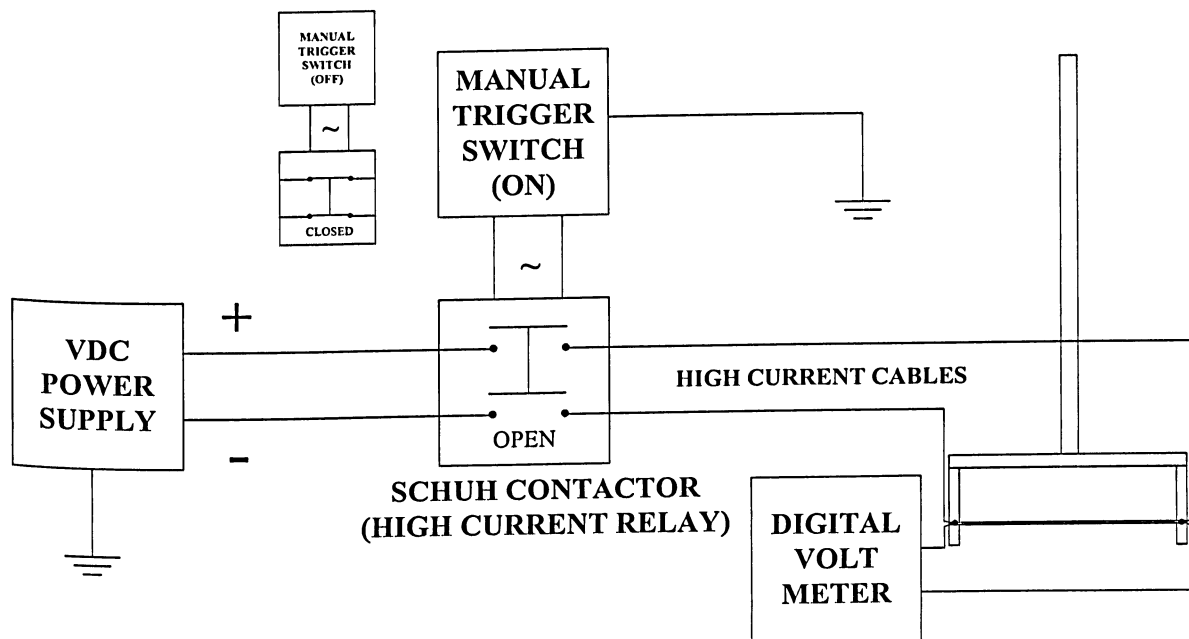 MANUAL
TRIGGER
SWITCH
(OFF)
~
CLOSED
MANUAL
TRIGGER
SWITCH
(ON)
~
VDC
POWER
SUPPLY
+
-
OPEN
HIGH CURRENT CABLES
SCHUH CONTACTOR
(HIGH CURRENT RELAY)
DIGITAL
VOLT
METER